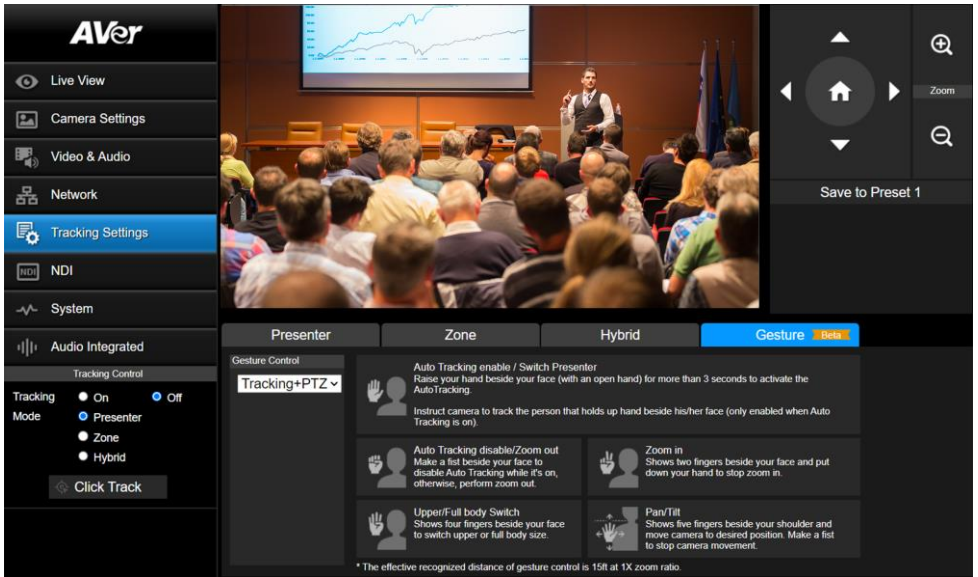 AVer
Live View
Camera Settings
Video & Audio
Network
Tracking Settings
NDI
NDI
System
Audio Integrated
Tracking Control
Tracking On Off
Mode Presenter
Zone
Hybrid
Click Track
Zoom
Save to Preset 1
Presenter Zone Hybrid Gesture Beta
Gesture Control
Tracking+PTZ
Auto Tracking enable / Switch Presenter
Raise your hand beside your face (with an open hand) for more than 3 seconds to activate the
AutoTracking.
Instruct camera to track the person that holds up hand beside his/her face (only enabled when Auto
Tracking is on).
Auto Tracking disable/Zoom out
Make a fist beside your face to
disable Auto Tracking while it's on,
otherwise, perform zoom out.
Zoom in
Shows two fingers beside your face and put
down your hand to stop zoom in.
Upper/Full body Switch
Shows four fingers beside your face
to switch upper or full body size.
Pan/Tilt
Shows five fingers beside your shoulder and
move camera to desired position. Make a fist
to stop camera movement.
* The effective recognized distance of gesture control is 15ft at 1X zoom ratio.